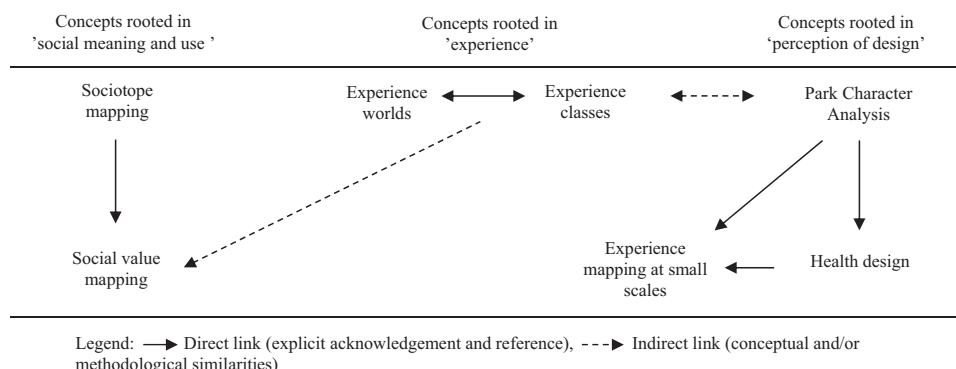 Concepts rooted in
'social meaning and use '
Concepts rooted in
'experience'
Concepts rooted in
'perception of design'
Sociotope
mapping
Experience
worlds
Experience
classes
Park Character
Analysis
Social value
mapping
Experience
mapping at small
scales
Health design
Legend: Direct link (explicit acknowledgement and reference), Indirect link (conceptual and/or
methodological similarities)